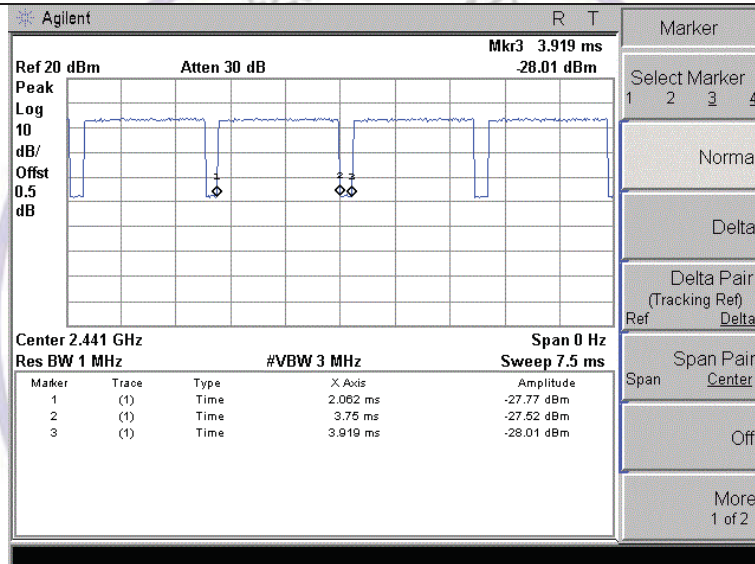 Agilent R T
Mkr3 3.919 ms
Ref 20 dBm Atten 30 dB -28.01 dBm
Peak
Log
10
dB/
Offst
0.5
dB
1 2 3
Center 2.441 GHz Span 0 Hz
Res BW 1 MHz #VBW 3 MHz Sweep 7.5 ms
Marker Trace Type X Axis Amplitude
1 (1) Time 2.062 ms -27.77 dBm
2 (1) Time 3.75 ms -27.52 dBm
3 (1) Time 3.919 ms -28.01 dBm
Marker
Select Marker
1 2 3 4
Norma
Delta
Delta Pair
(Tracking Ref)
Ref Delta
Span Pair
Span Center
Off
More
1 of 2